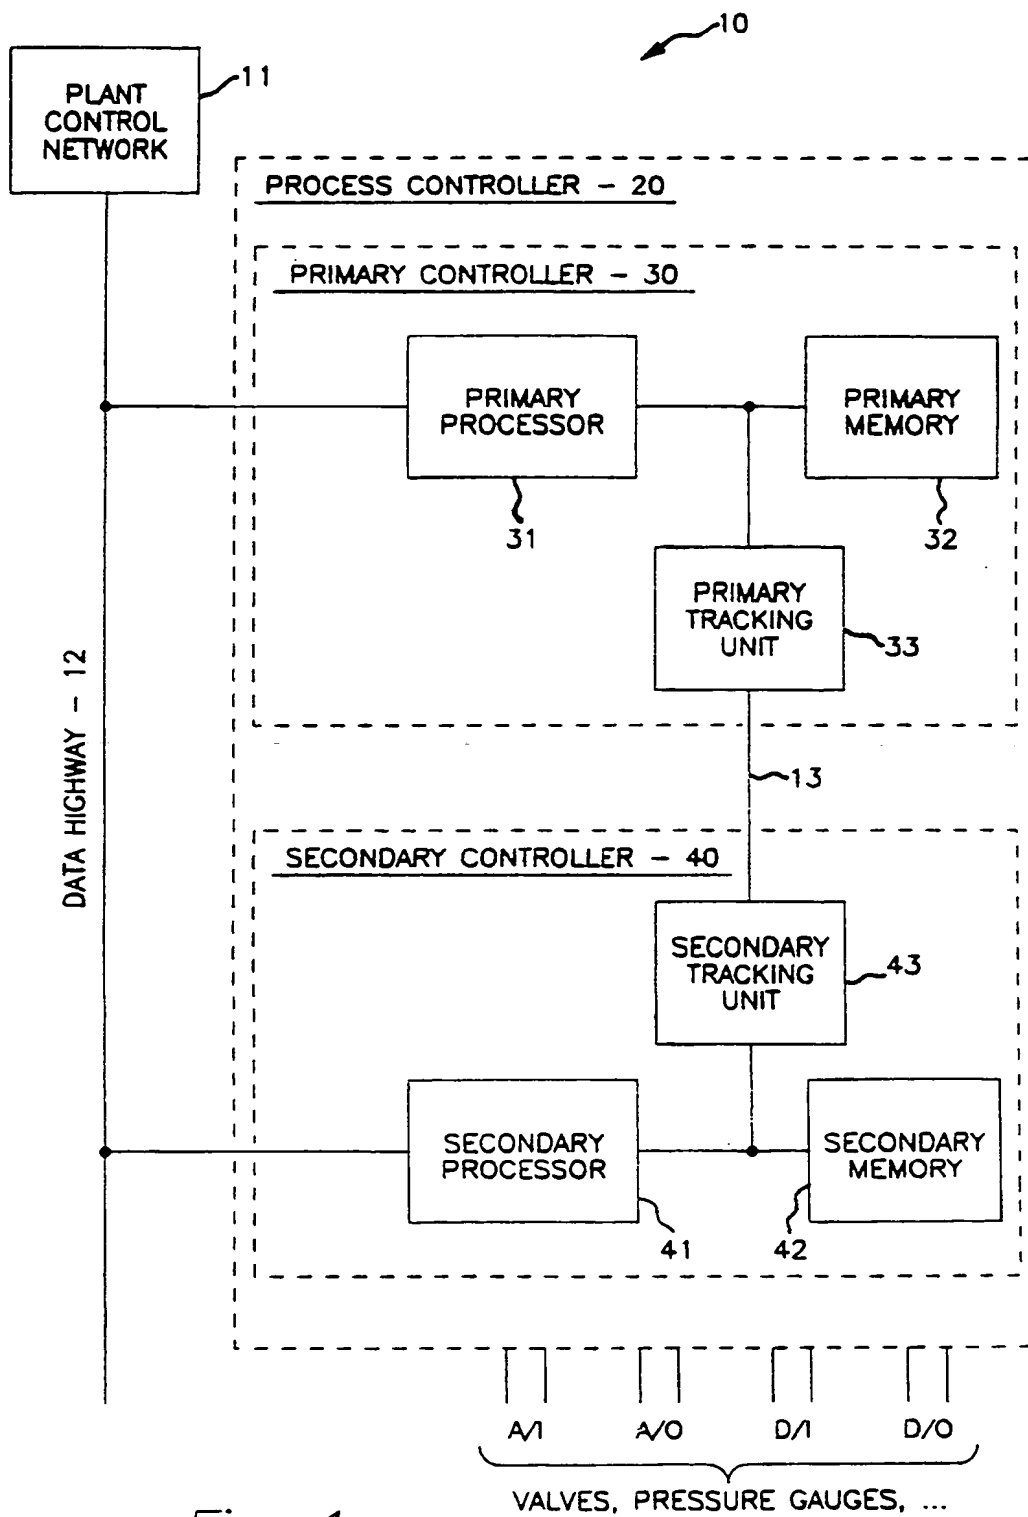 10
PLANT
CONTROL
NETWORK
11
PROCESS CONTROLLER - 20
PRIMARY CONTROLLER - 30
PRIMARY
PROCESSOR
31
PRIMARY
MEMORY
32
PRIMARY
TRACKING
UNIT
33
DATA HIGHWAY - 12
13
SECONDARY CONTROLLER - 40
SECONDARY
TRACKING
UNIT
43
SECONDARY
PROCESSOR
41
SECONDARY
MEMORY
42
A/I
A/O
D/I
D/O
VALVES, PRESSURE GAUGES, ...